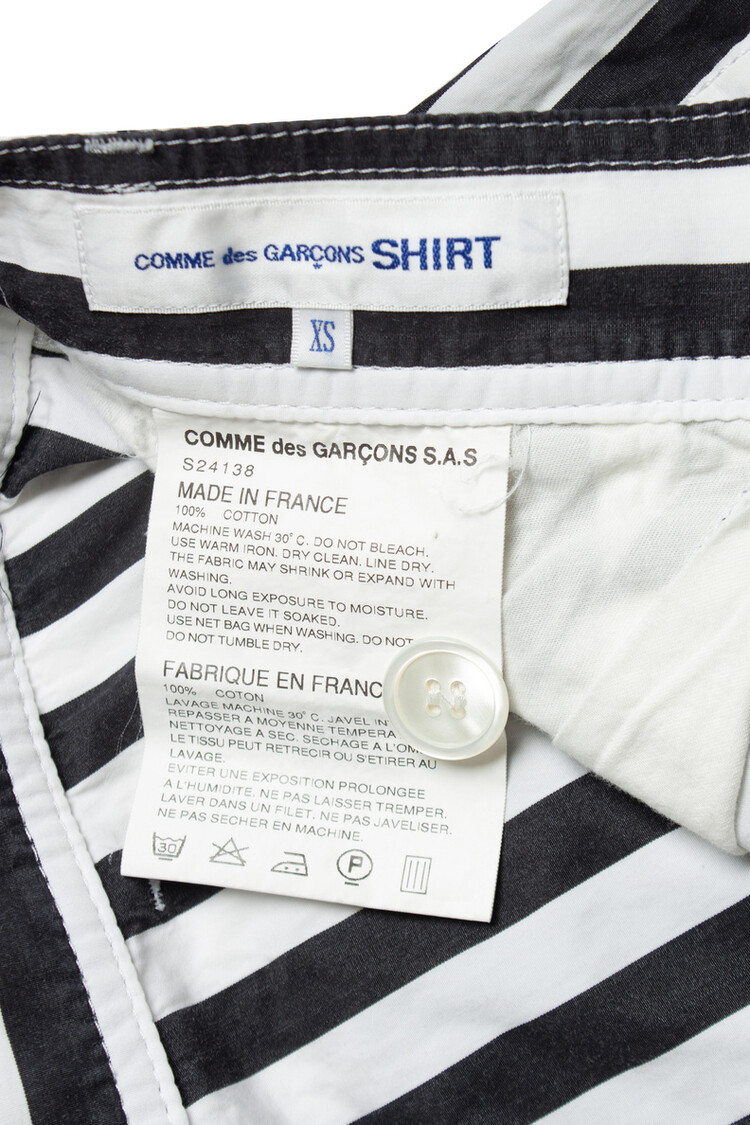 COMME des GARÇONS SHIRT
XS
COMME des GARÇONS S.A.S
S24138
MADE IN FRANCE
100% COTTON
MACHINE WASH 30° C. DO NOT BLEACH.
USE WARM IRON. DRY CLEAN. LINE DRY.
THE FABRIC MAY SHRINK OR EXPAND WITH
WASHING.
AVOID LONG EXPOSURE TO MOISTURE.
DO NOT LEAVE IT SOAKED.
USE NET BAG WHEN WASHING. DO NOT
DO NOT TUMBLE DRY.
FABRIQUE EN FRANC
100% COTON
LAVAGE MACHINE 30° C. JAVEL IN
REPASSER A MOYENNE TEMPERA
NETTOYAGE A SEC. SECHAGE A L'OM
LE TISSU PEUT RETRECIR OU S'ETIRER AU
LAVAGE.
EVITER UNE EXPOSITION PROLONGEE
A L'HUMIDITE. NE PAS LAISSER TREMPER.
LAVER DANS UN FILET. NE PAS JAVELISER.
NE PAS SECHER EN MACHINE.
30 P